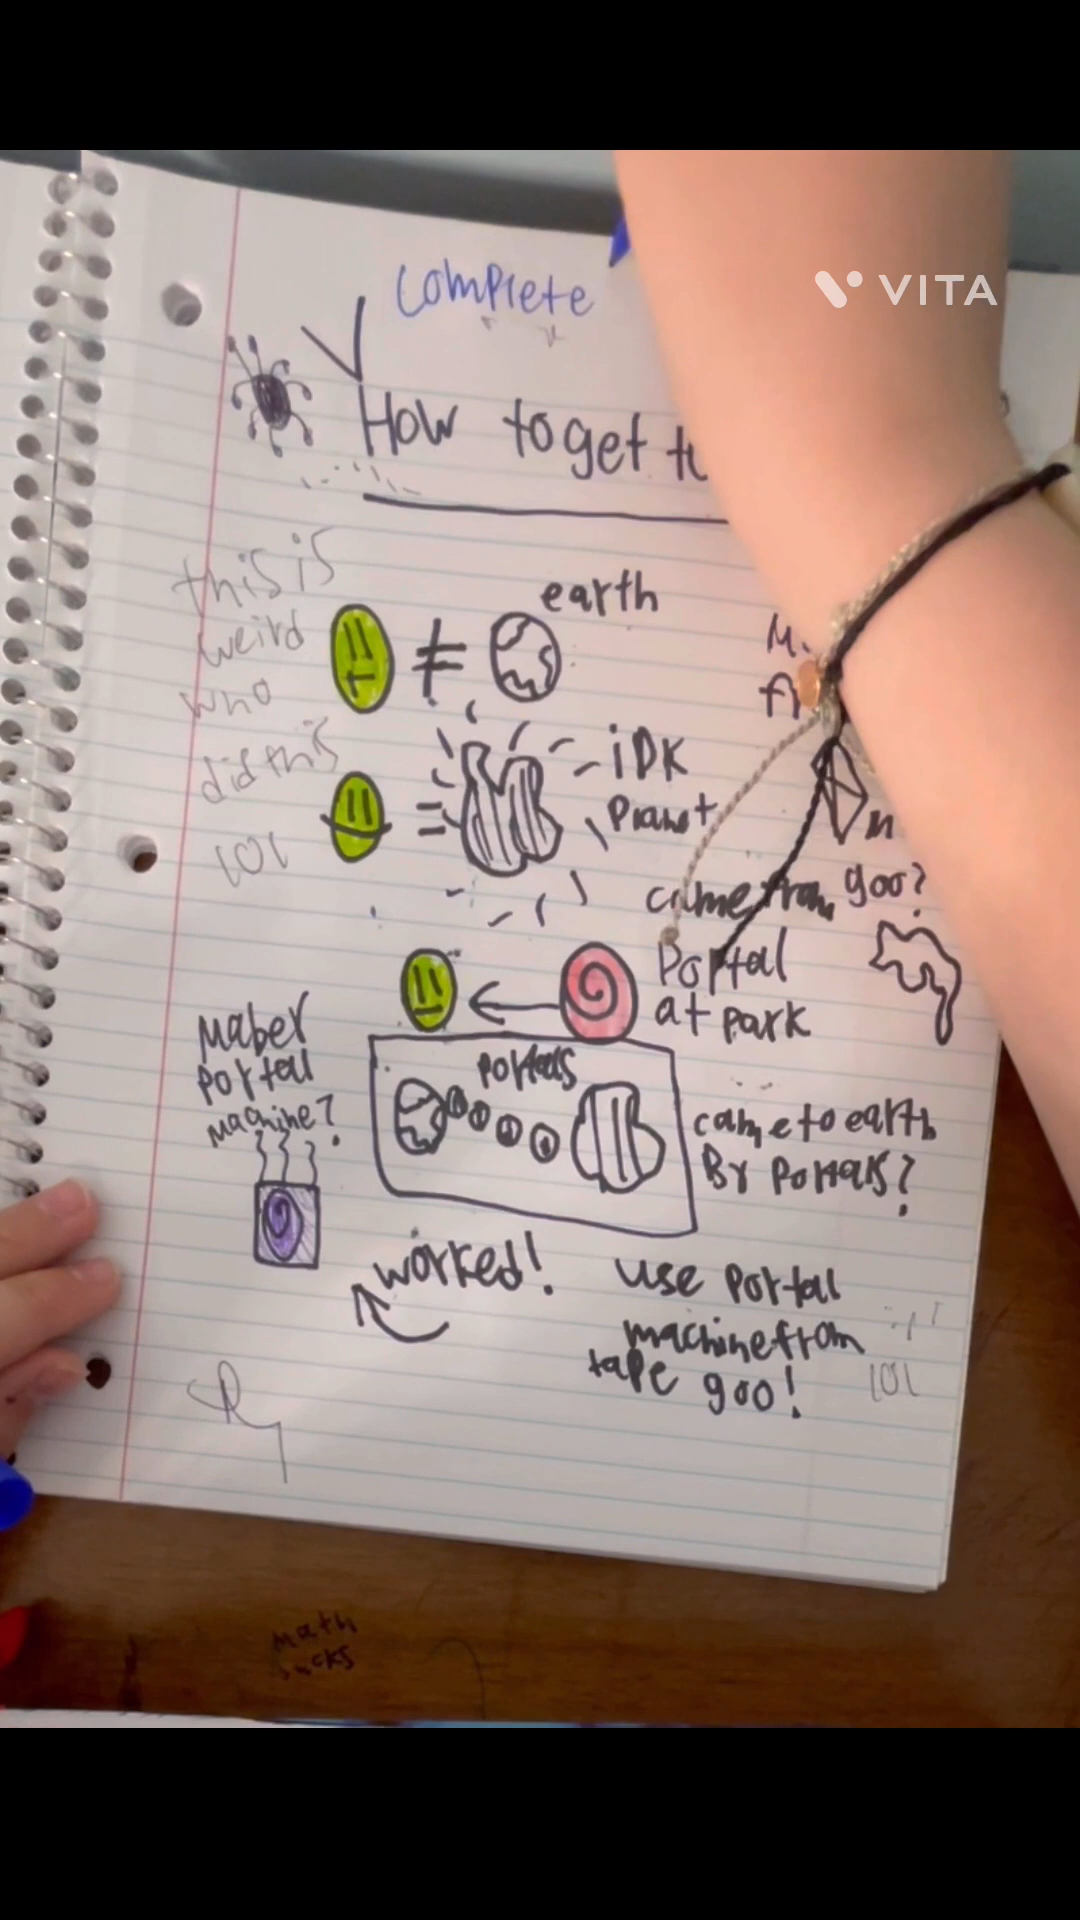 complete
VITA
How to get t
this is
weird
who
did this
lol
earth
M.
fr
iDK
Planet
came from
Portal
at park
goo?
Maber
portal
machine?
portals
came to earth
By Portals?
worked!
use portal
machine from
tape goo!
lol
math
sucks